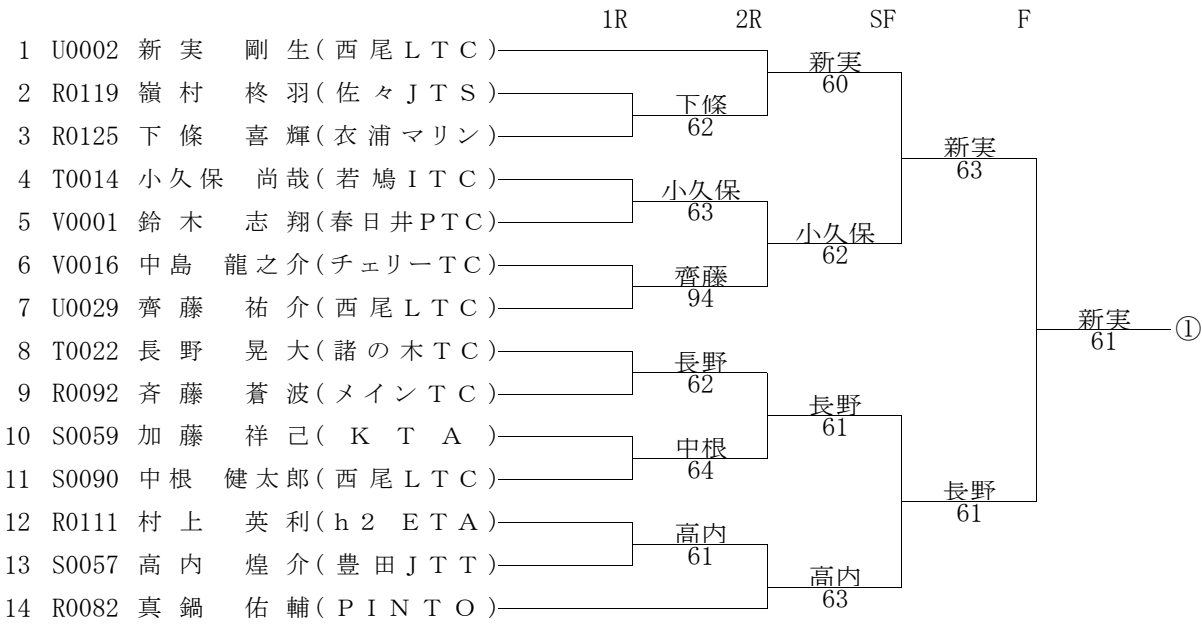 1R 2R SF F
1 U0002 新実 剛生(西尾LTC)
新実
60
2 R0119 嶺村 柊羽(佐々JTS)
下條
62
3 R0125 下條 喜輝(衣浦マリン)
新実
63
4 T0014 小久保 尚哉(若鳩ITC)
小久保
63
5 V0001 鈴木 志翔(春日井PTC)
小久保
62
6 V0016 中島 龍之介(チェリーTC)
齊藤
94
7 U0029 齊藤 祐介(西尾LTC)
新実 ①
61
8 T0022 長野 晃大(諸の木TC)
長野
62
9 R0092 斉藤 蒼波(メインTC)
長野
61
10 S0059 加藤 祥己(KTA)
中根
64
11 S0090 中根 健太郎(西尾LTC)
長野
61
12 R0111 村上 英利(h2 ETA)
高内
61
13 S0057 高内 煌介(豊田JTT)
高内
63
14 R0082 真鍋 佑輔(PINTO)